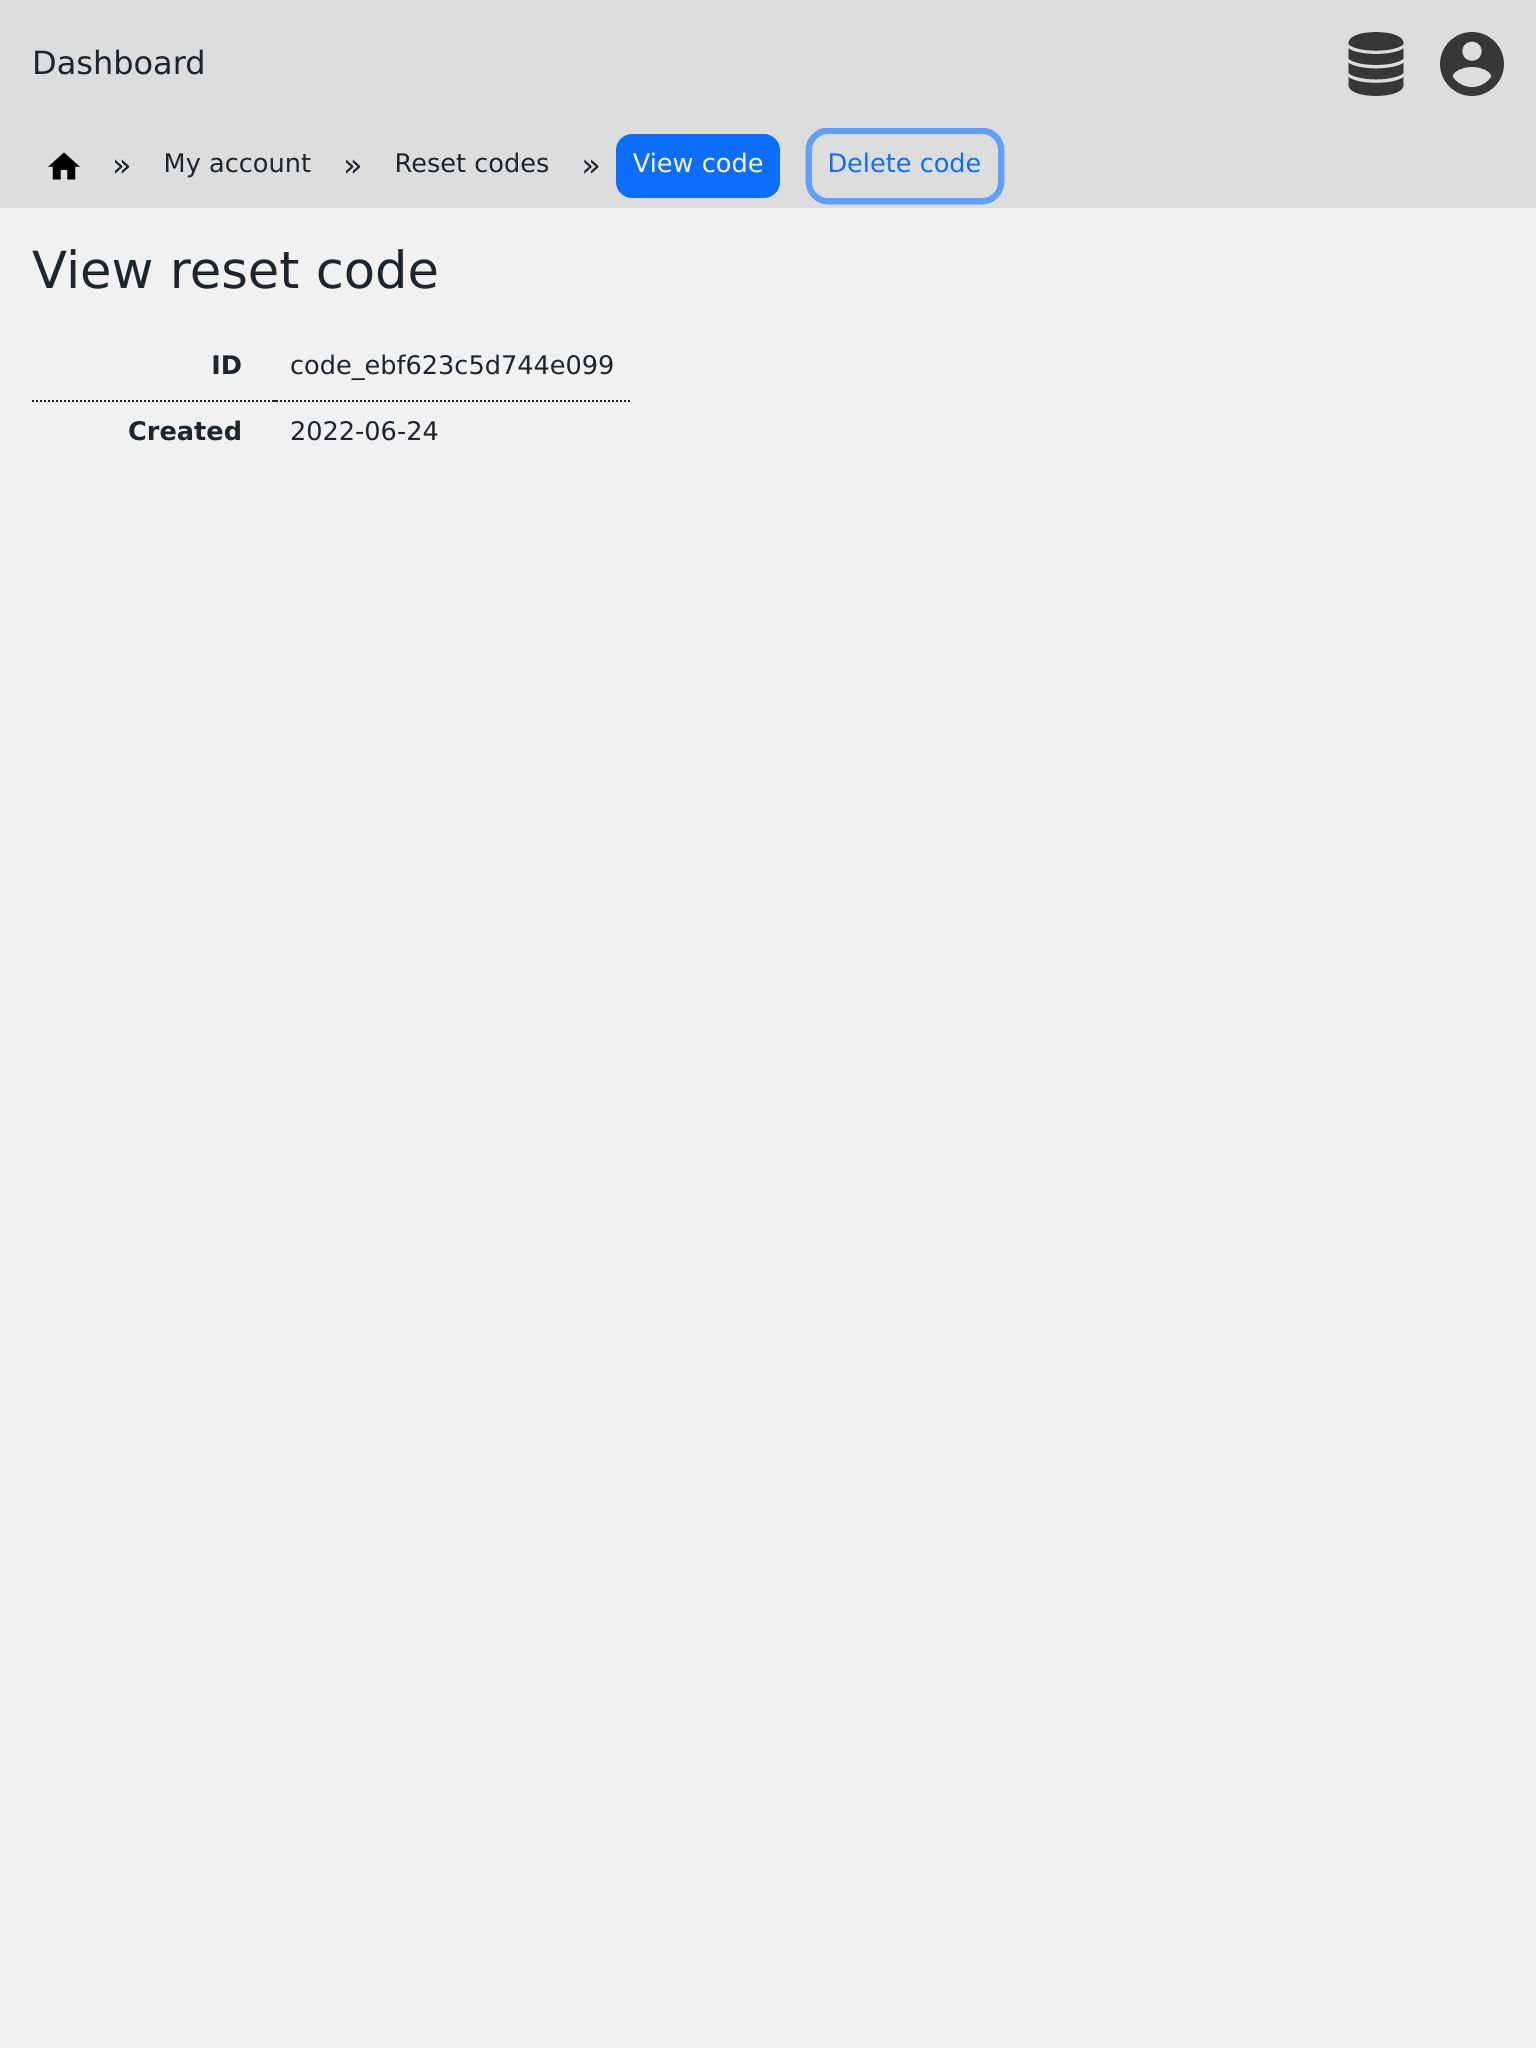 Dashboard
» My account » Reset codes » View code Delete code
View reset code
ID code_ebf623c5d744e099
Created 2022-06-24